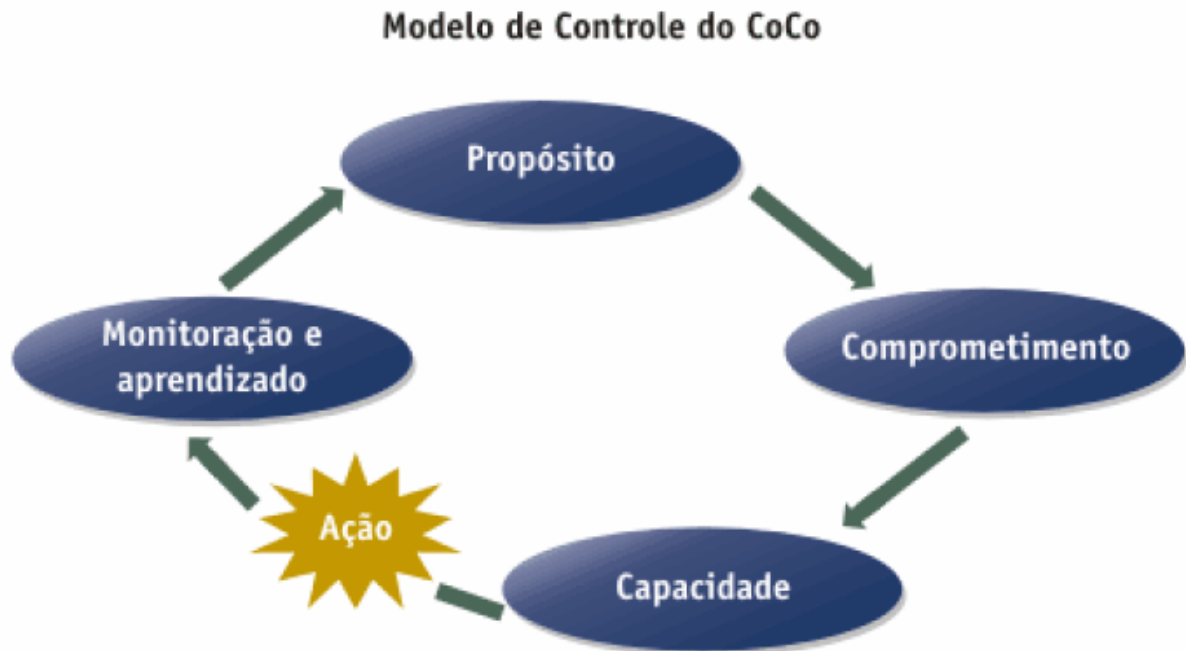 Modelo de Controle do CoCo
Propósito
Comprometimento
Capacidade
Ação
Monitoração e
aprendizado